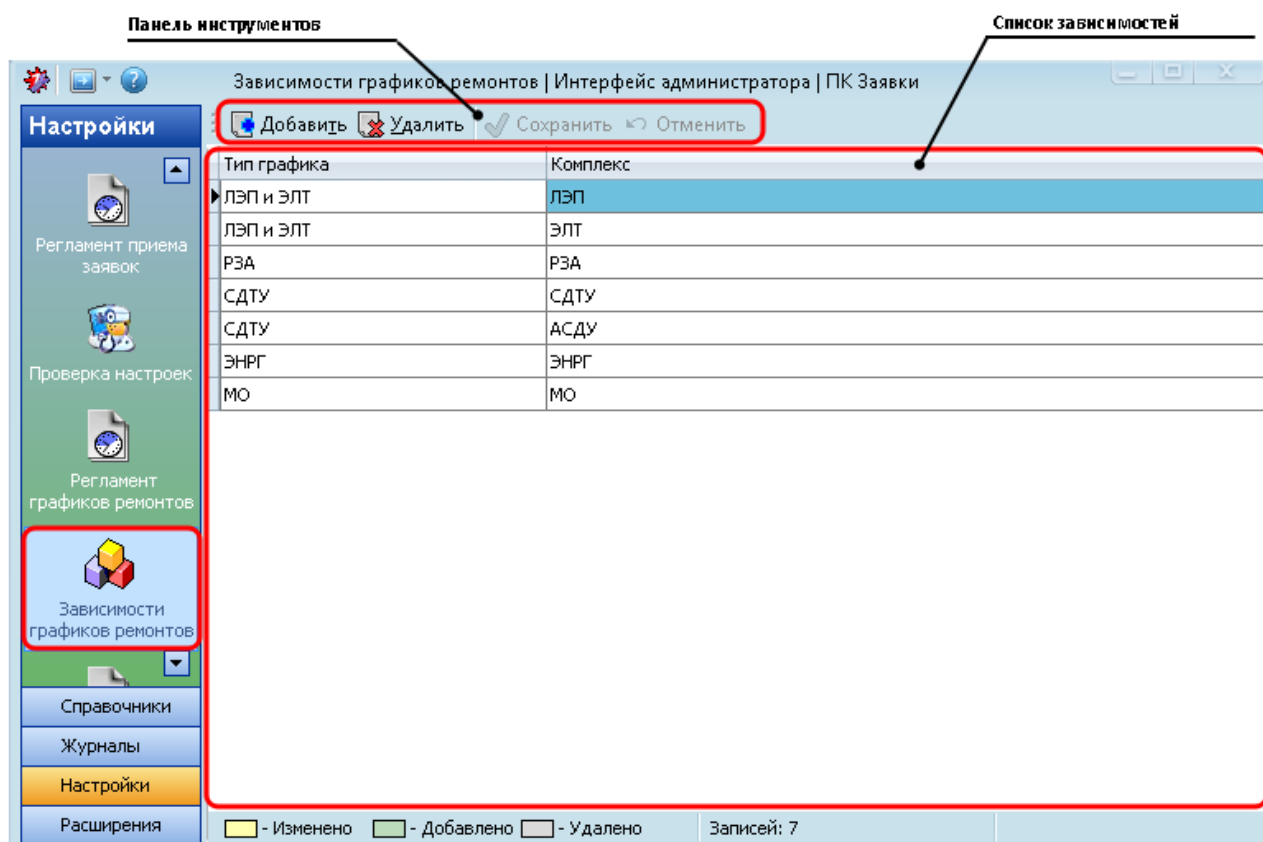 Панель инструментов
Список зависимостей
Зависимости графиков ремонтов | Интерфейс администратора | ПК Заявки
Настройки
Добавить Удалить Сохранить Отменить
Тип графика Комплекс
ЛЭП и ЭЛТ ЛЭП
ЛЭП и ЭЛТ ЭЛТ
РЗА РЗА
СДТУ СДТУ
СДТУ АСДУ
ЭНРГ ЭНРГ
МО МО
Регламент приема
заявок
Проверка настроек
Регламент
графиков ремонтов
Зависимости
графиков ремонтов
Справочники
Журналы
Настройки
Расширения
- Изменено - Добавлено - Удалено Записей: 7